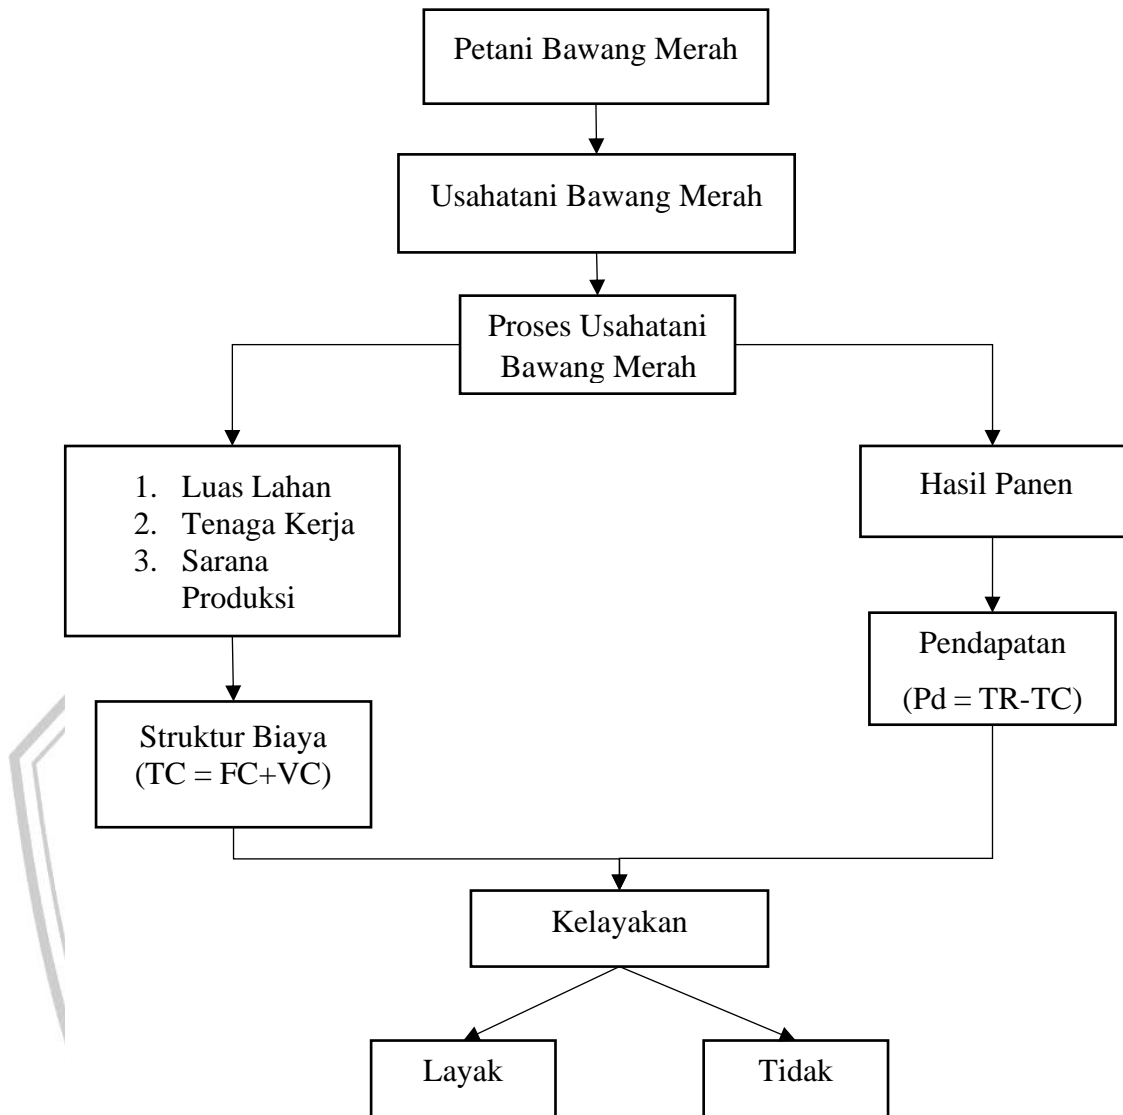 Petani Bawang Merah
Usahatani Bawang Merah
Proses Usahatani
Bawang Merah
1. Luas Lahan
2. Tenaga Kerja
3. Sarana
Produksi
Hasil Panen
Pendapatan
(Pd = TR-TC)
Struktur Biaya
(TC = FC+VC)
Kelayakan
Layak
Tidak